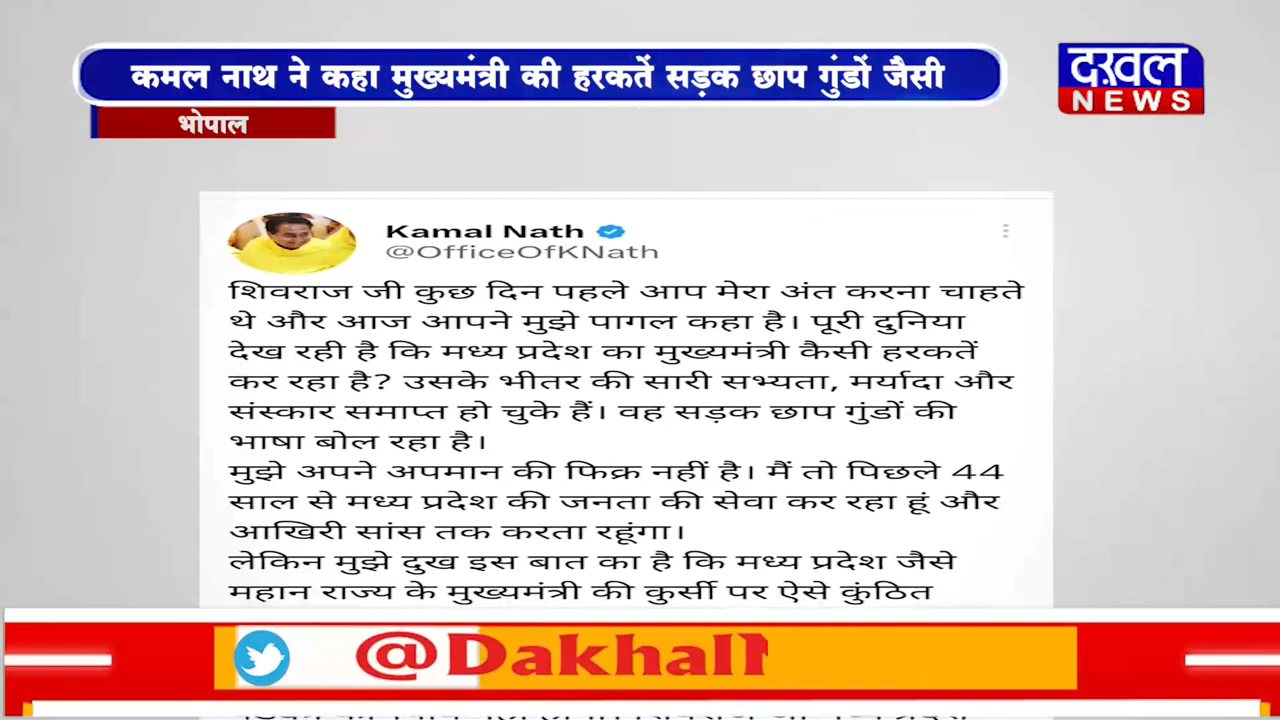 कमल नाथ ने कहा मुख्यमंत्री की हरकतें सड़क छाप गुंडों जैसी
दख़ल
NEWS
भोपाल
Kamal Nath
@OfficeOfKNath
शिवराज जी कुछ दिन पहले आप मेरा अंत करना चाहते
थे और आज आपने मुझे पागल कहा है। पूरी दुनिया
देख रही है कि मध्य प्रदेश का मुख्यमंत्री कैसी हरकतें
कर रहा है? उसके भीतर की सारी सभ्यता, मर्यादा और
संस्कार समाप्त हो चुके हैं। वह सड़क छाप गुंडों की
भाषा बोल रहा है।
मुझे अपने अपमान की फिक्र नहीं है। मैं तो पिछले 44
साल से मध्य प्रदेश की जनता की सेवा कर रहा हूं और
आखिरी सांस तक करता रहूंगा।
लेकिन मुझे दुख इस बात का है कि मध्य प्रदेश जैसे
महान राज्य के मुख्यमंत्री की कुर्सी पर ऐसे कुंठित
@Dakhal